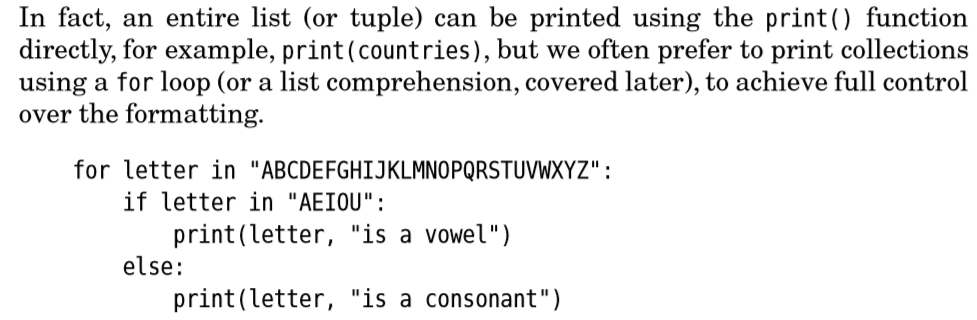 In fact, an entire list (or tuple) can be printed using the print() function
directly, for example, print(countries), but we often prefer to print collections
using a for loop (or a list comprehension, covered later), to achieve full control
over the formatting.
for letter in "ABCDEFGHIJKLMNOPQRSTUVWXYZ":
    if letter in "AEIOU":
        print(letter, "is a vowel")
    else:
        print(letter, "is a consonant")